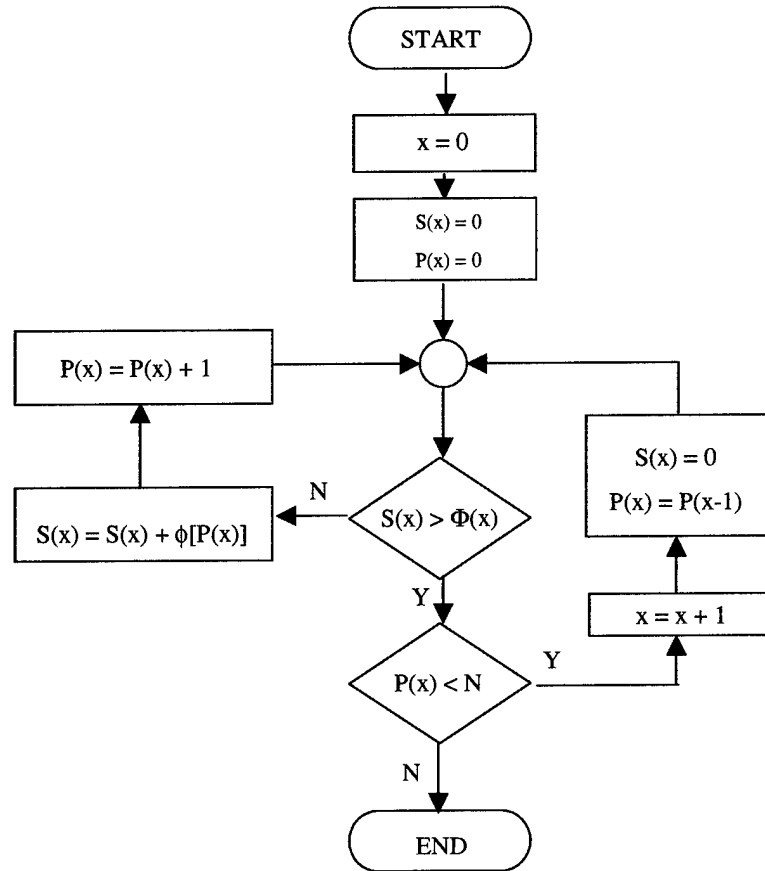 START
x = 0
S(x) = 0
P(x) = 0
P(x) = P(x) + 1
S(x) = 0
P(x) = P(x-1)
N
S(x) > Φ(x)
S(x) = S(x) + ϕ[P(x)]
Y
x = x + 1
P(x) < N
Y
N
END